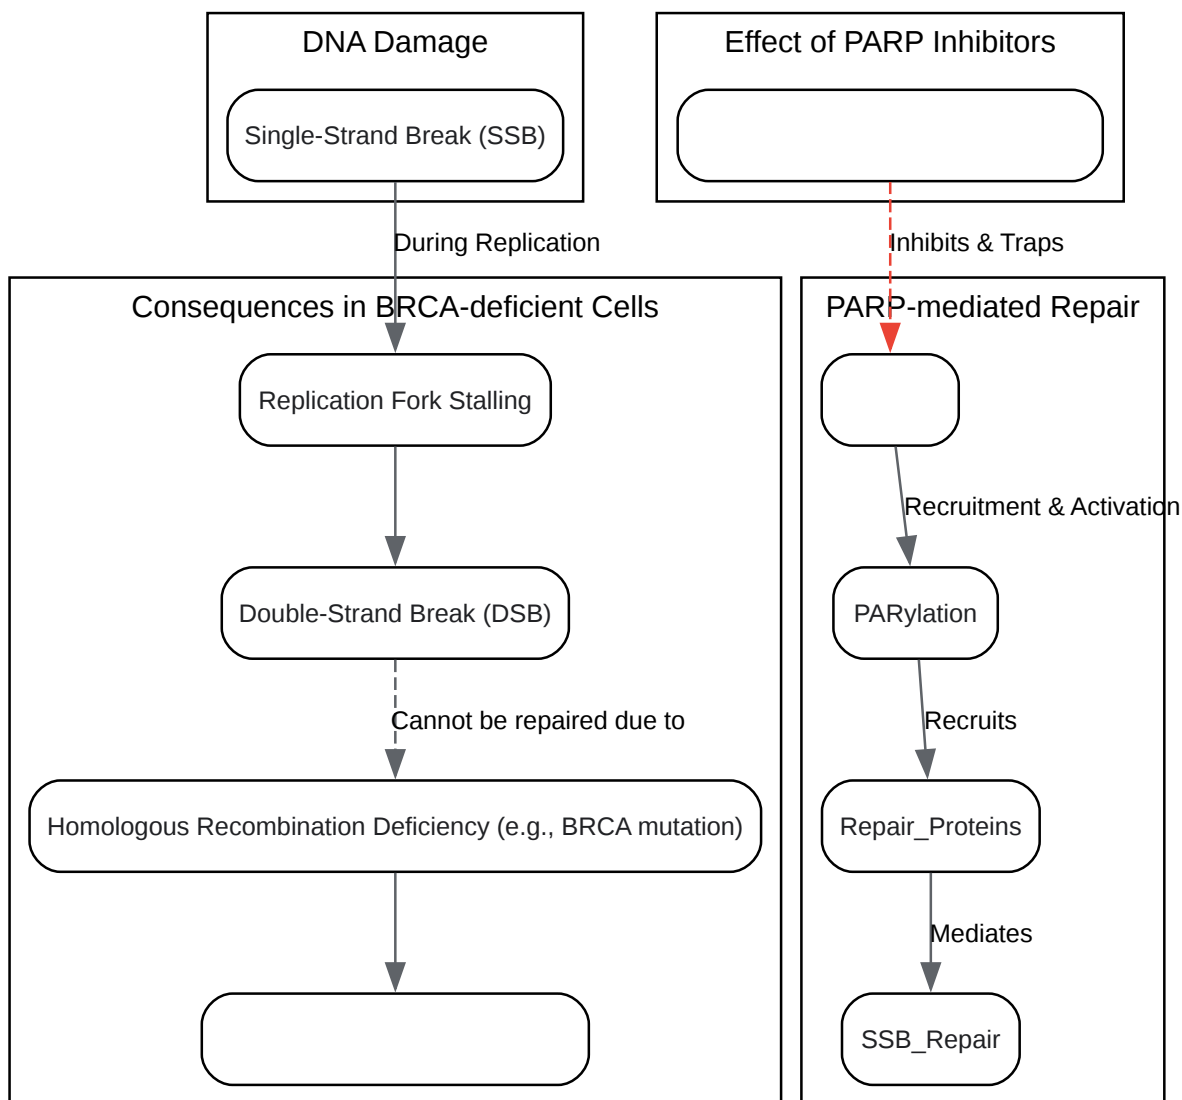 DNA Damage
Effect of PARP Inhibitors
Single-Strand Break (SSB)
During Replication
Inhibits & Traps
Consequences in BRCA-deficient Cells
PARP-mediated Repair
Replication Fork Stalling
Recruitment & Activation
Double-Strand Break (DSB)
PARylation
Cannot be repaired due to
Recruits
Homologous Recombination Deficiency (e.g., BRCA mutation)
Repair_Proteins
Mediates
SSB_Repair